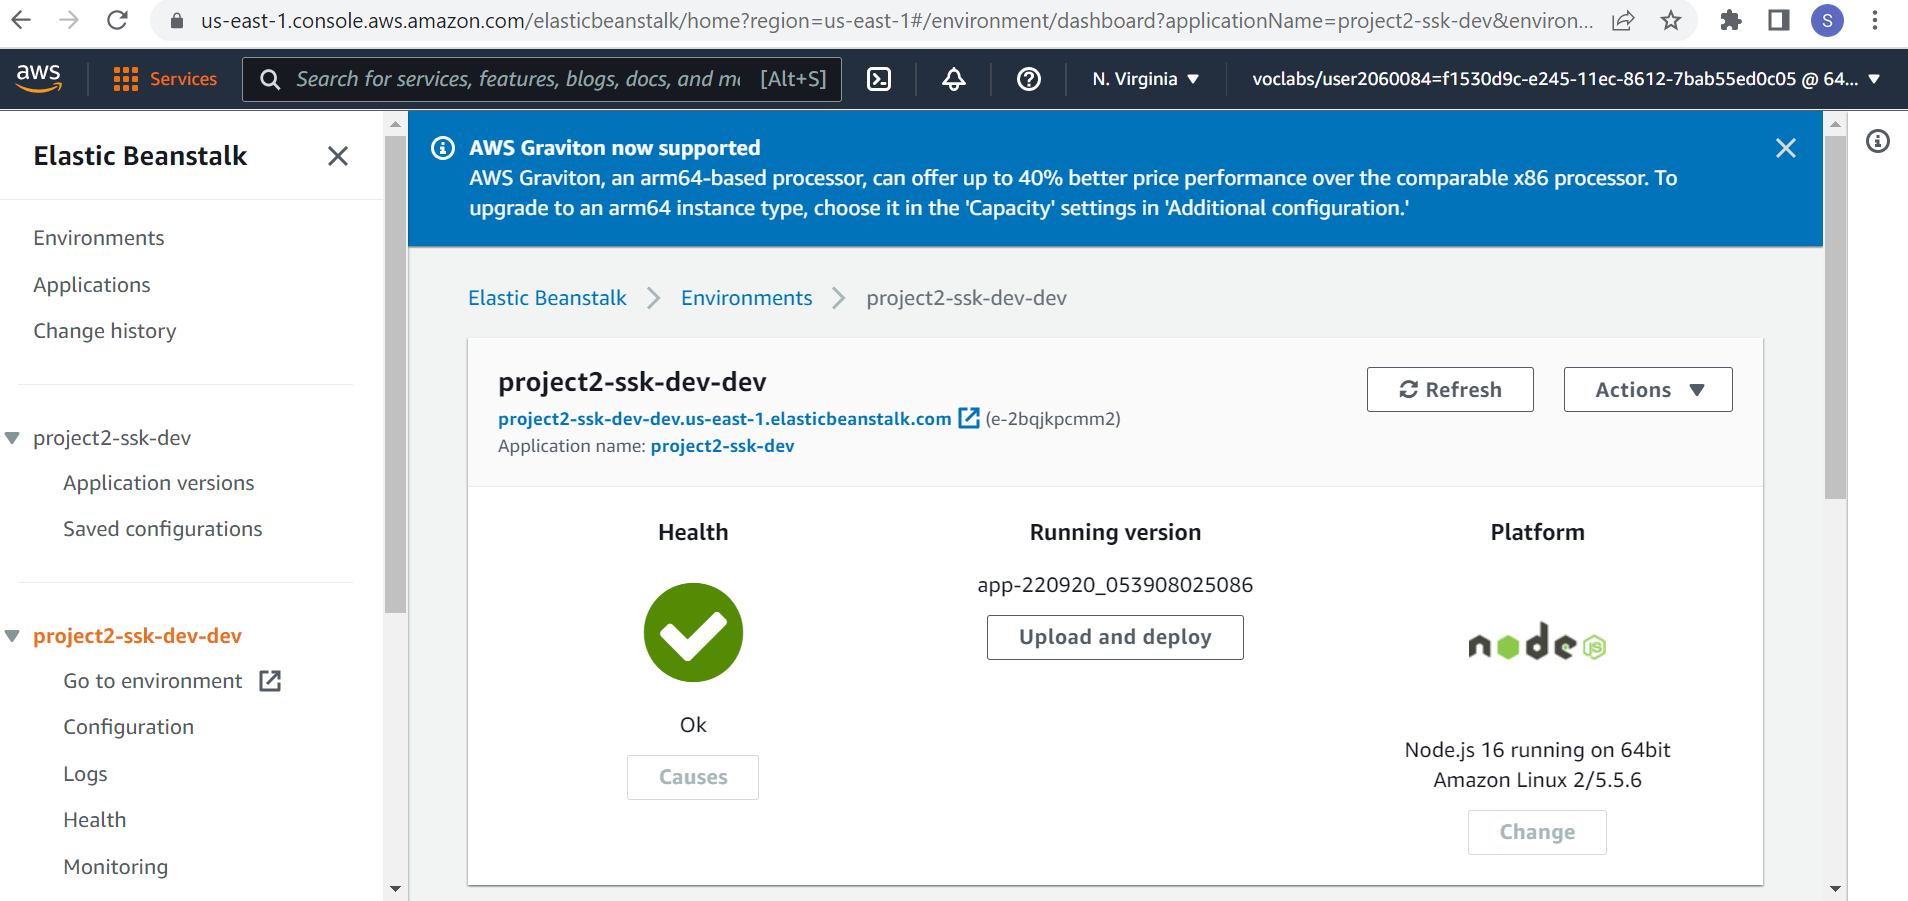 us-east-1.console.aws.amazon.com/elasticbeanstalk/home?region=us-east-1#/environment/dashboard?applicationName=project2-ssk-dev&environ...
S
aws
Services
Search for services, features, blogs, docs, and m
[Alt+S]
N. Virginia
voclabs/user2060084=f1530d9c-e245-11ec-8612-7bab55ed0c05 @ 64...
Elastic Beanstalk
Environments
Applications
Change history
project2-ssk-dev
Application versions
Saved configurations
project2-ssk-dev-dev
Go to environment
Configuration
Logs
Health
Monitoring
AWS Graviton now supported
AWS Graviton, an arm64-based processor, can offer up to 40% better price performance over the comparable x86 processor. To
upgrade to an arm64 instance type, choose it in the 'Capacity' settings in 'Additional configuration.'
Elastic Beanstalk
Environments
project2-ssk-dev-dev
project2-ssk-dev-dev
project2-ssk-dev-dev.us-east-1.elasticbeanstalk.com (e-2bqjkpcmm2)
Application name: project2-ssk-dev
Refresh
Actions
Health
Ok
Causes
Running version
app-220920_053908025086
Upload and deploy
Platform
node JS
Node.js 16 running on 64bit
Amazon Linux 2/5.5.6
Change